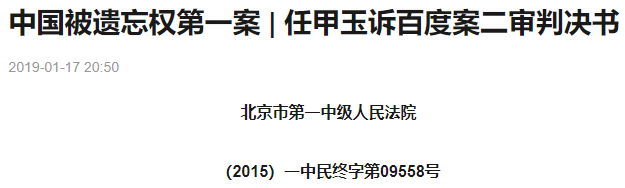 中国被遗忘权第一案 | 任甲玉诉百度案二审判决书
2019-01-17 20:50
北京市第一中级人民法院
（2015）一中民终字第09558号